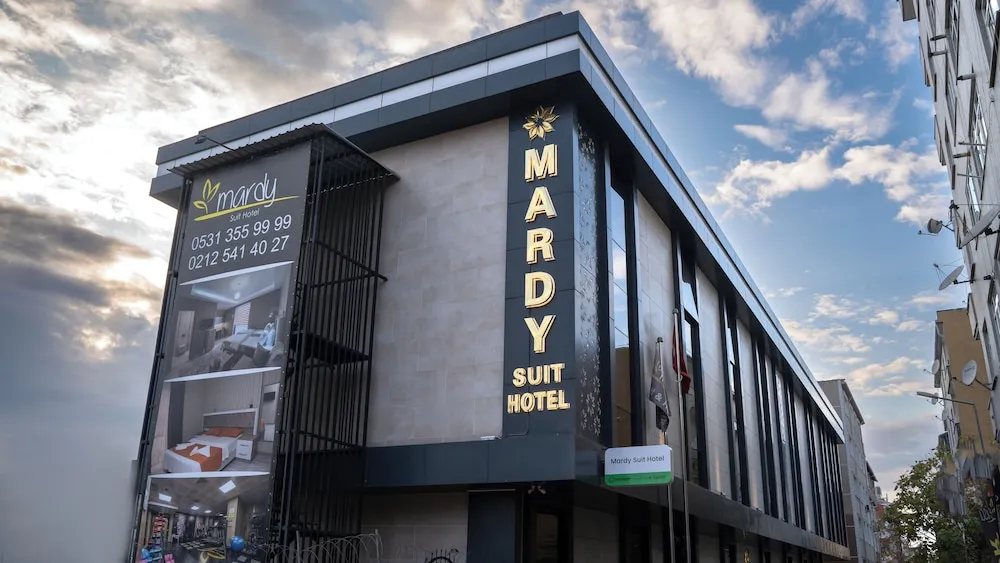 mardy
Suit Hotel
0531 355 99 99
0212 541 40 27
MARDY
SUIT
HOTEL
Mardy Suit Hotel